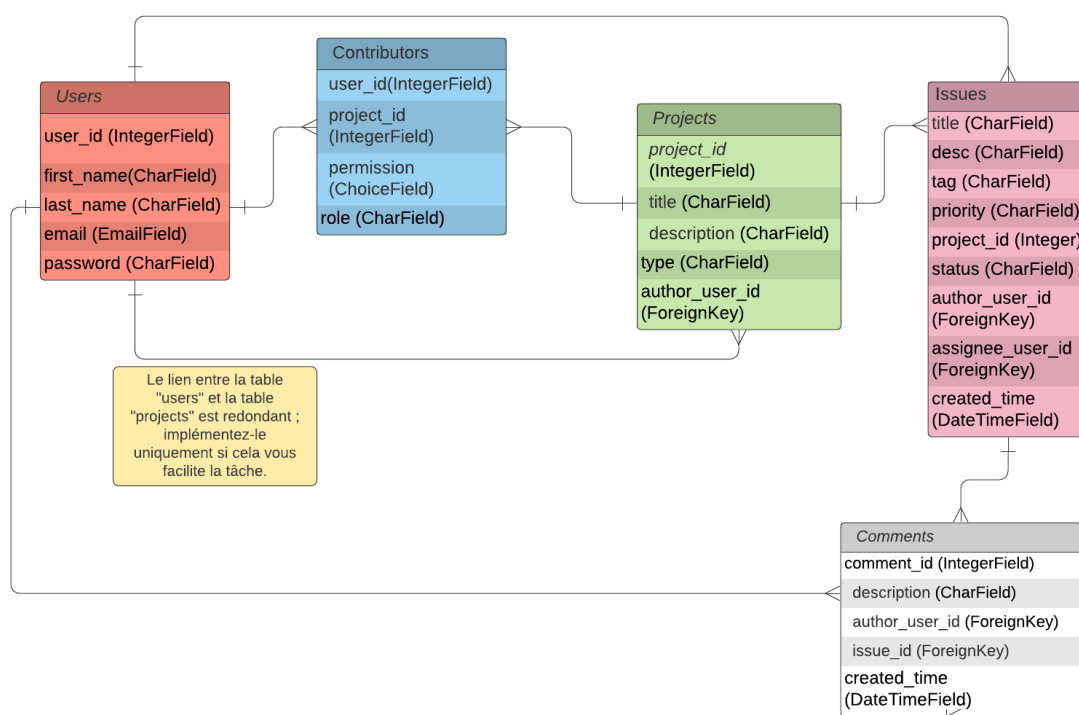 Users
user_id (IntegerField)
first_name(CharField)
last_name (CharField)
email (EmailField)
password (CharField)
Contributors
user_id(IntegerField)
project_id
(IntegerField)
permission
(ChoiceField)
role (CharField)
Projects
project_id
(IntegerField)
title (CharField)
description (CharField)
type (CharField)
author_user_id
(ForeignKey)
Issues
title (CharField)
desc (CharField)
tag (CharField)
priority (CharField)
project_id (Integer)
status (CharField)
author_user_id
(ForeignKey)
assignee_user_id
(ForeignKey)
created_time
(DateTimeField)
Le lien entre la table
"users" et la table
"projects" est redondant ;
implémentez-le
uniquement si cela vous
facilite la tâche.
Comments
comment_id (IntegerField)
description (CharField)
author_user_id (ForeignKey)
issue_id (ForeignKey)
created_time
(DateTimeField)